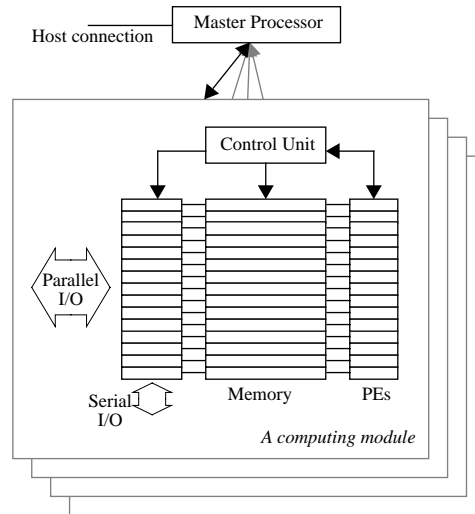 Master Processor
Host connection
Control Unit
Parallel
I/O
Serial
I/O
Memory
PEs
A computing module